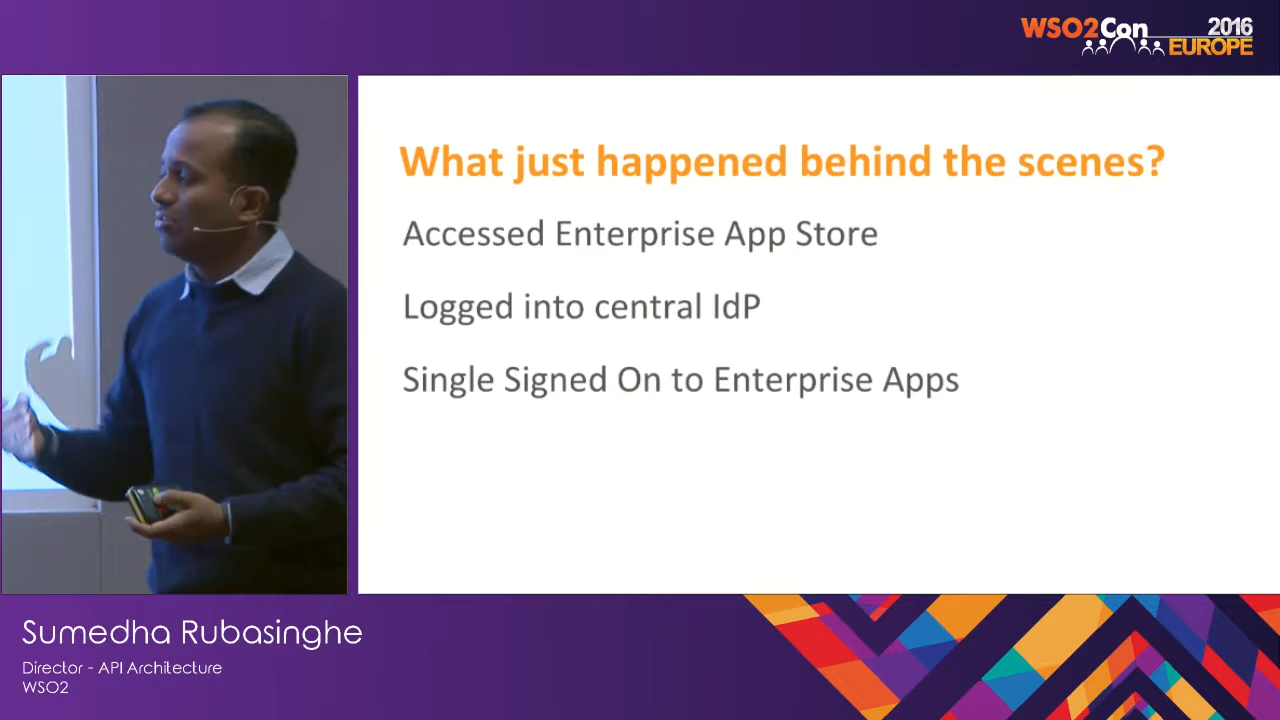 WSO2Con 2016
EUROPE
What just happened behind the scenes?
Accessed Enterprise App Store
Logged into central IdP
Single Signed On to Enterprise Apps
Sumedha Rubasinghe
Director - API Architecture
WSO2